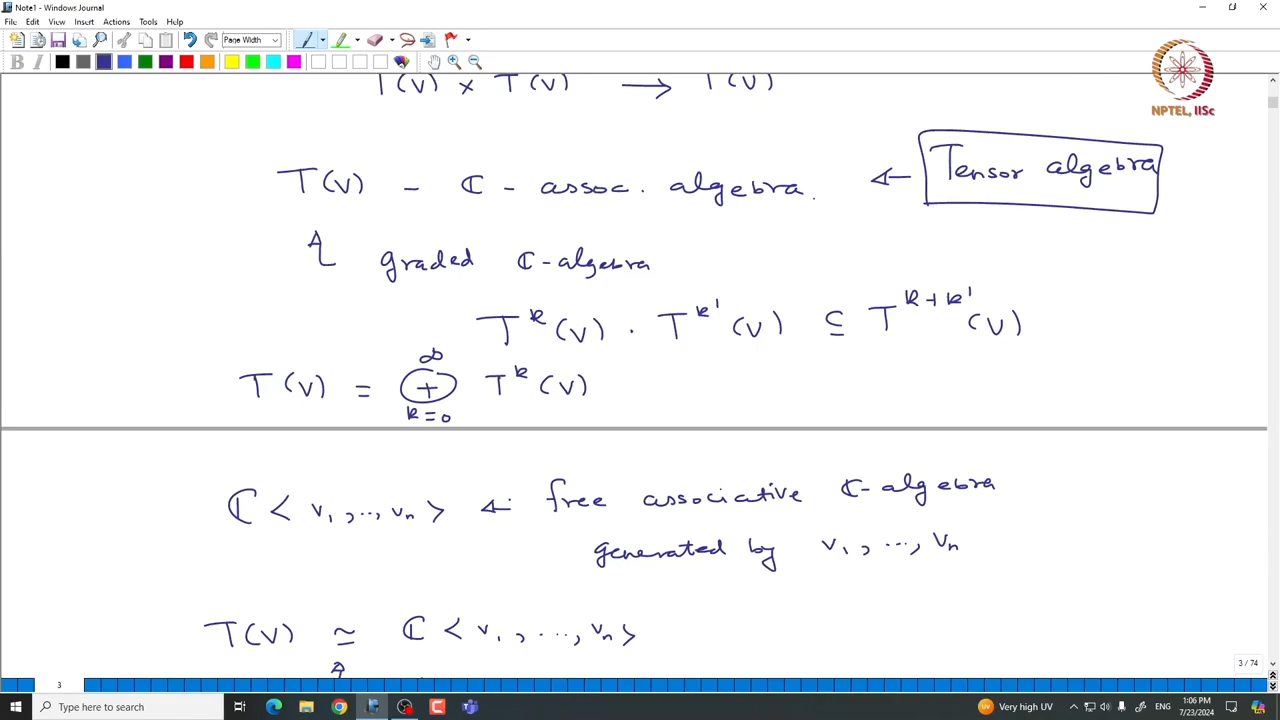 Note1 - Windows Journal
File Edit View Insert Actions Tools Help
Page Width
B I
NPTEL, IISc
T(V) × T(V) → T(V)
T(V) - ℂ - assoc. algebra. ← Tensor algebra
graded ℂ-algebra
T^k(V) · T^k'(V) ⊆ T^k+k'(V)
T(V) = ⊕_{k=0}^∞ T^k(V)
ℂ < v₁, .., vₙ > ← free associative ℂ-algebra
generated by v₁, ..., vₙ
T(V) ≃ ℂ < v₁, ..., vₙ >
3 / 74
3
Type here to search
Very high UV
ENG
1:06 PM
7/23/2024